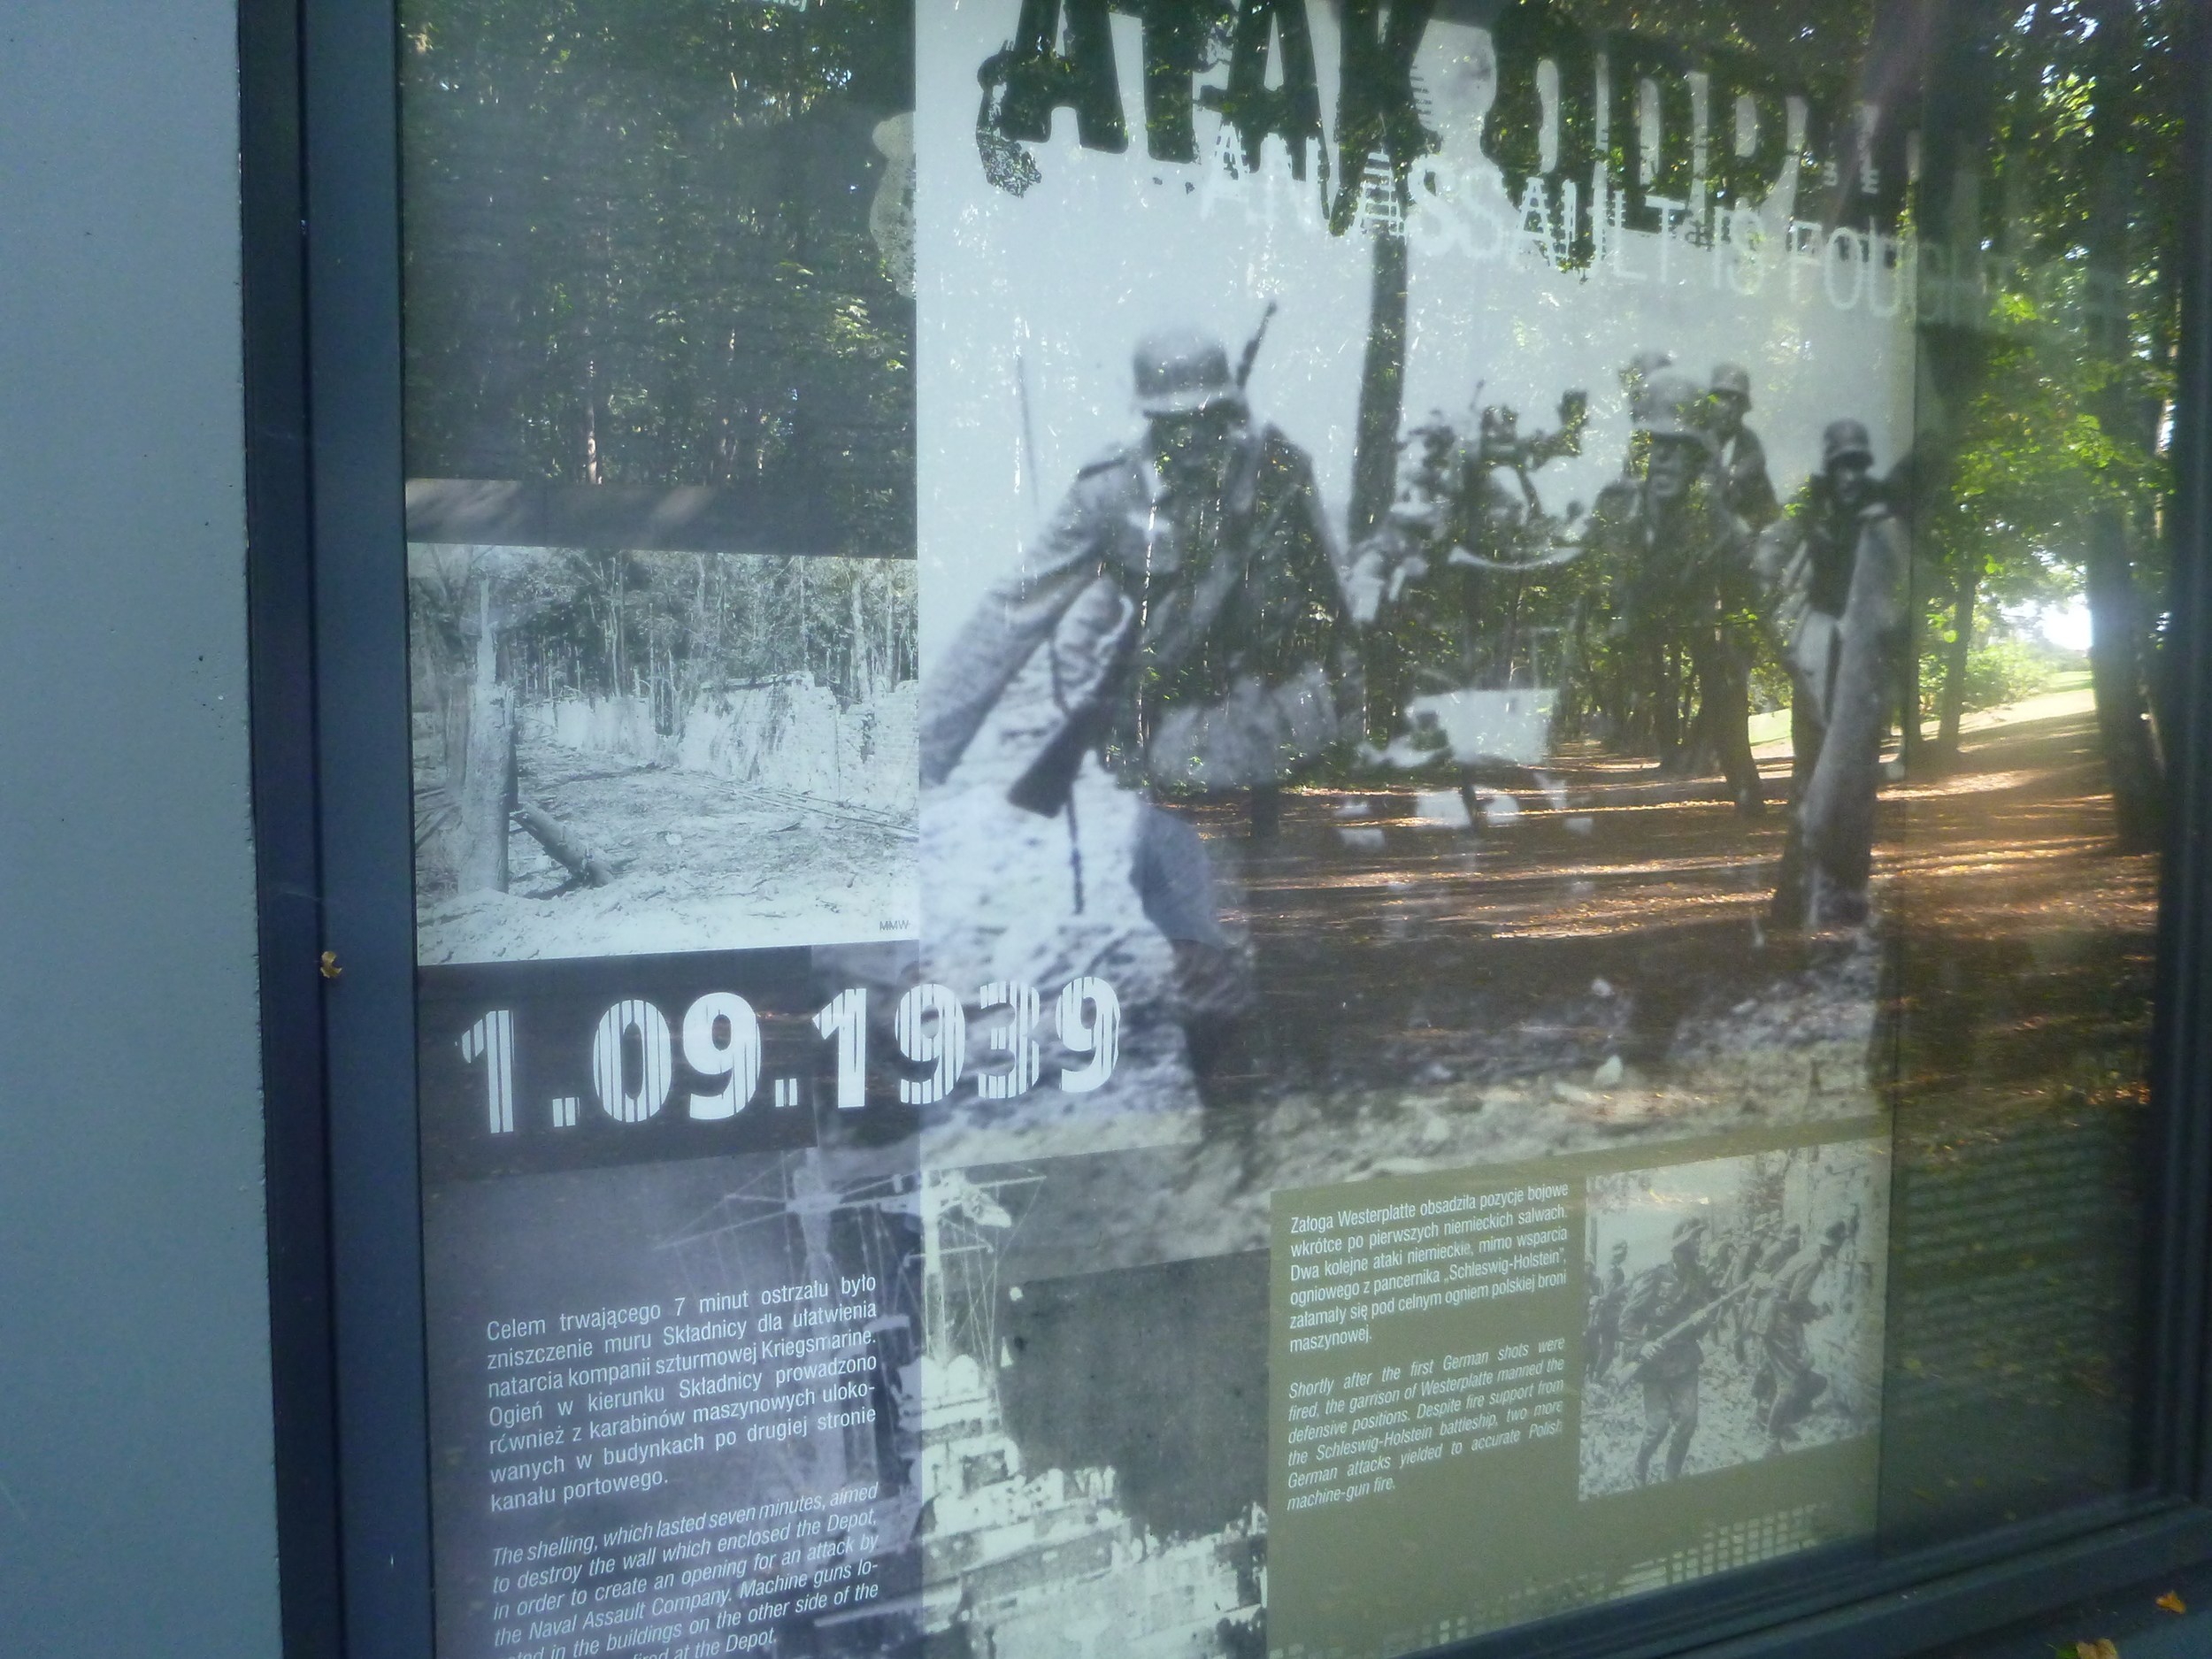 ATAK ODPA
AN ASSAULT IS FOUGHT
MMW
1.09.1939
Celem trwającego 7 minut ostrzału było
zniszczenie muru Składnicy dla ułatwienia
natarcia kompanii szturmowej Kriegsmarine.
Ogień w kierunku Składnicy prowadzono
również z karabinów maszynowych uloko-
wanych w budynkach po drugiej stronie
kanału portowego.
The shelling, which lasted seven minutes, aimed
to destroy the wall which enclosed the Depot,
in order to create an opening for an attack by
the Naval Assault Company. Machine guns lo-
cated in the buildings on the other side of the
fired at the Depot.
Załoga Westerplatte obsadziła pozycje bojowe
wkrótce po pierwszych niemieckich salwach.
Dwa kolejne ataki niemieckie, mimo wsparcia
ogniowego z pancernika „Schleswig-Holstein”,
załamały się pod celnym ogniem polskiej broni
maszynowej.
Shortly after the first German shots were
fired, the garrison of Westerplatte manned the
defensive positions. Despite fire support from
the Schleswig-Holstein battleship, two more
German attacks yielded to accurate Polish
machine-gun fire.